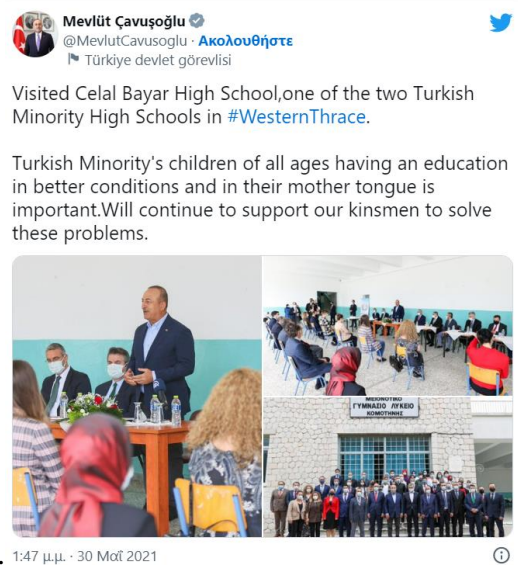 Mevlüt Çavuşoğlu
@MevlutCavusoglu · Ακολουθήστε
Türkiye devlet görevlisi
Visited Celal Bayar High School,one of the two Turkish
Minority High Schools in #WesternThrace.
Turkish Minority's children of all ages having an education
in better conditions and in their mother tongue is
important.Will continue to support our kinsmen to solve
these problems.
ΜΕΙΟΝΟΤΙΚΟ
ΓΥΜΝΑΣΙΟ ΛΥΚΕΙΟ
ΚΟΜΟΤΗΝΗΣ
1:47 μ.μ. · 30 Μαΐ 2021